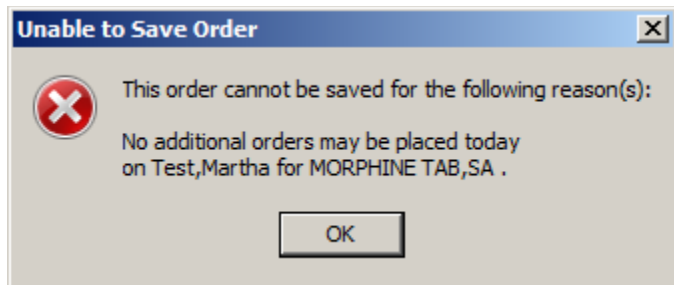 Unable to Save Order
This order cannot be saved for the following reason(s):
No additional orders may be placed today
on Test,Martha for MORPHINE TAB,SA .
OK